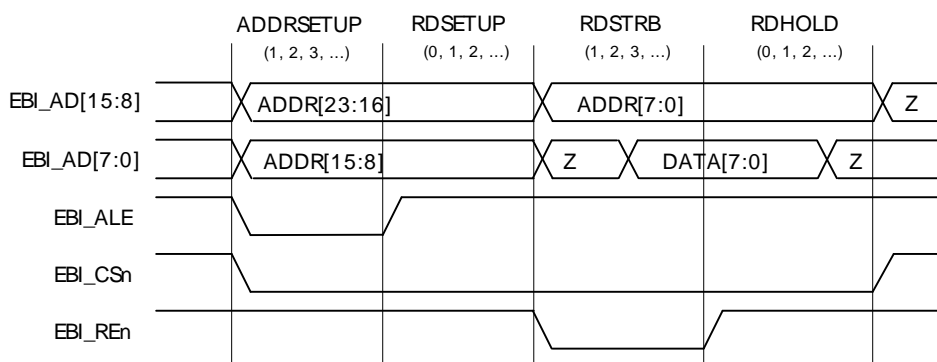 ADDRSETUP RDSETUP RDSTRB RDHOLD
(1, 2, 3, ...) (0, 1, 2, ...) (1, 2, 3, ...) (0, 1, 2, ...)
EBI_AD[15:8] ADDR[23:16] ADDR[7:0] Z
EBI_AD[7:0] ADDR[15:8] Z DATA[7:0] Z
EBI_ALE
EBI_CSn
EBI_REn